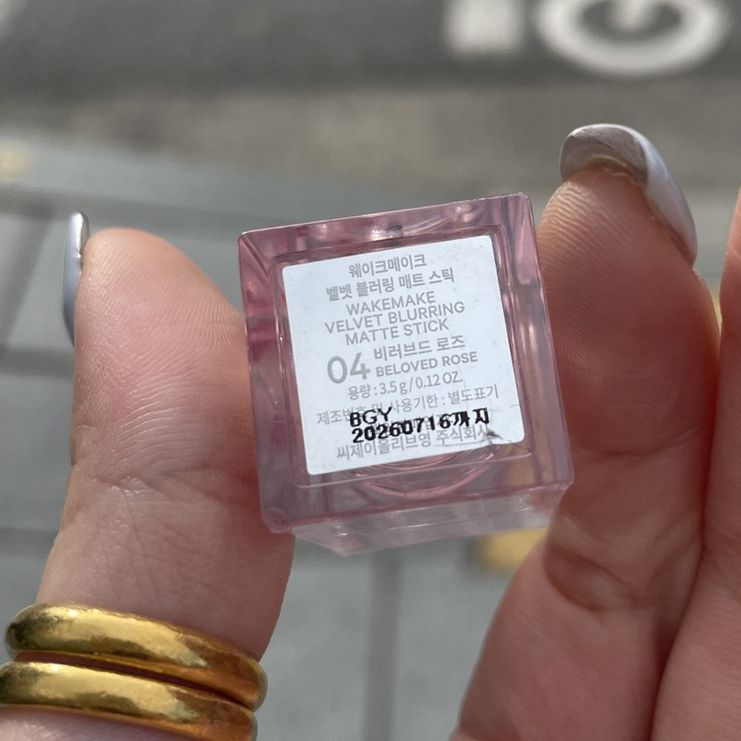 웨이크메이크
벨벳 블러링 매트 스틱
WAKEMAKE
VELVET BLURRING
MATTE STICK
04 비러브드 로즈
BELOVED ROSE
용량 : 3.5 g / 0.12 OZ.
제조번호 및 사용기한 : 별도표기
BGY
20260716까지
씨제이올리브영 주식회사